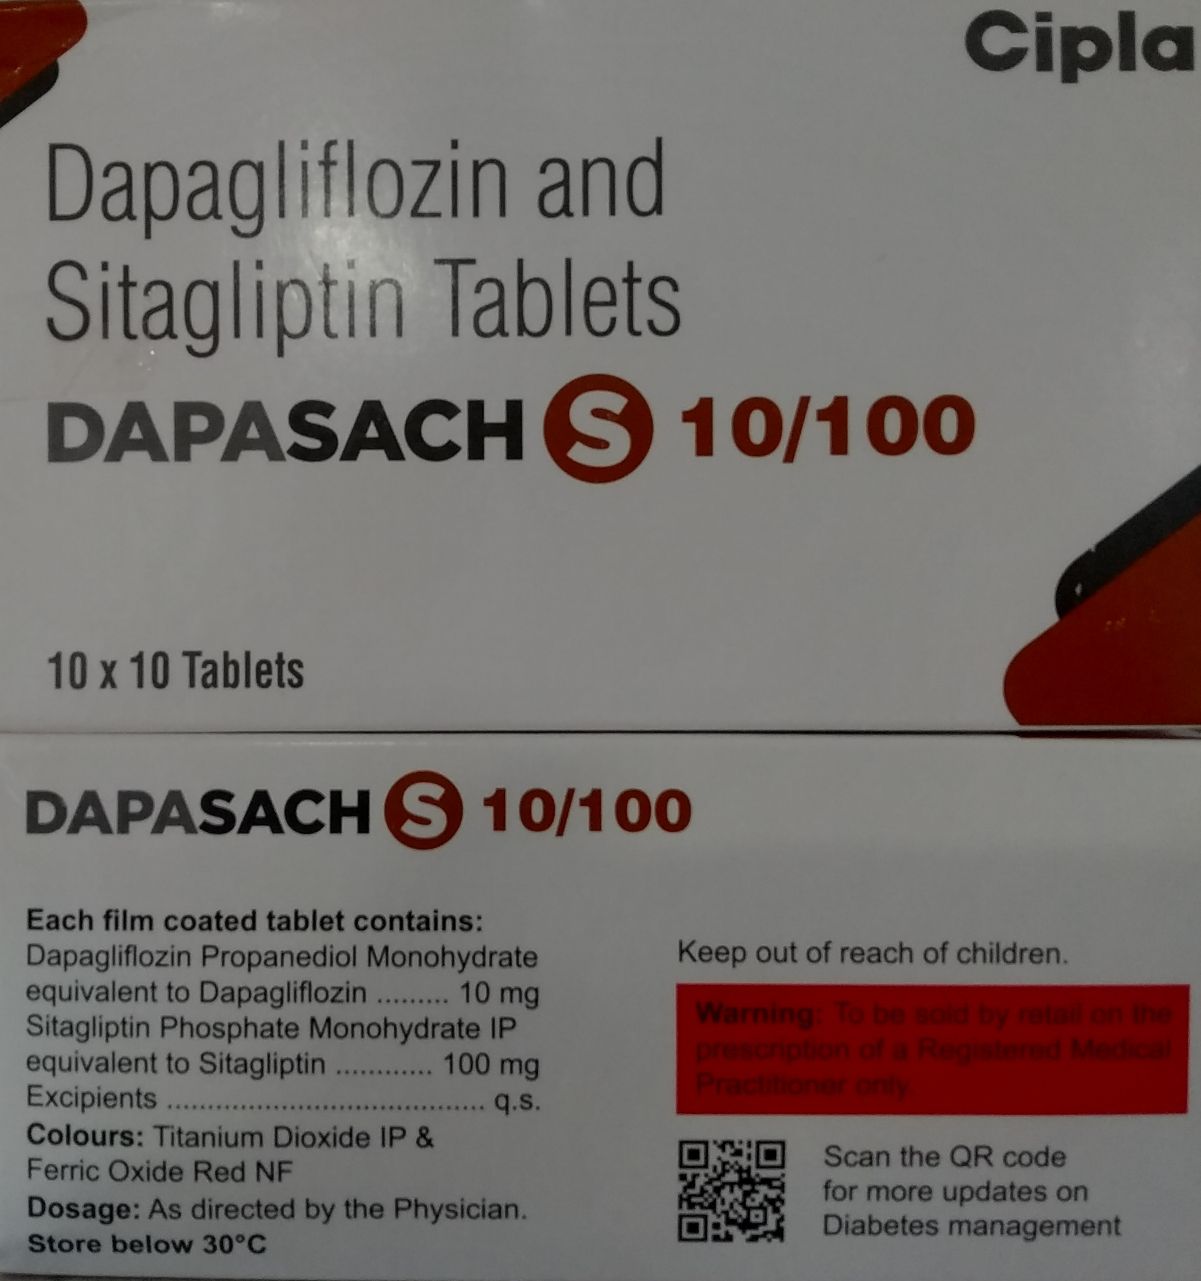 Cipla
Dapagliflozin and
Sitagliptin Tablets
DAPASACH S 10/100
10 x 10 Tablets
DAPASACH S 10/100
Each film coated tablet contains:
Dapagliflozin Propanediol Monohydrate
equivalent to Dapagliflozin ......... 10 mg
Sitagliptin Phosphate Monohydrate IP
equivalent to Sitagliptin ............ 100 mg
Excipients ...................................... q.s.
Colours: Titanium Dioxide IP &
Ferric Oxide Red NF
Dosage: As directed by the Physician.
Store below 30°C
Keep out of reach of children.
Warning: To be sold by retail on the
prescription of a Registered Medical
Practitioner only.
Scan the QR code
for more updates on
Diabetes management